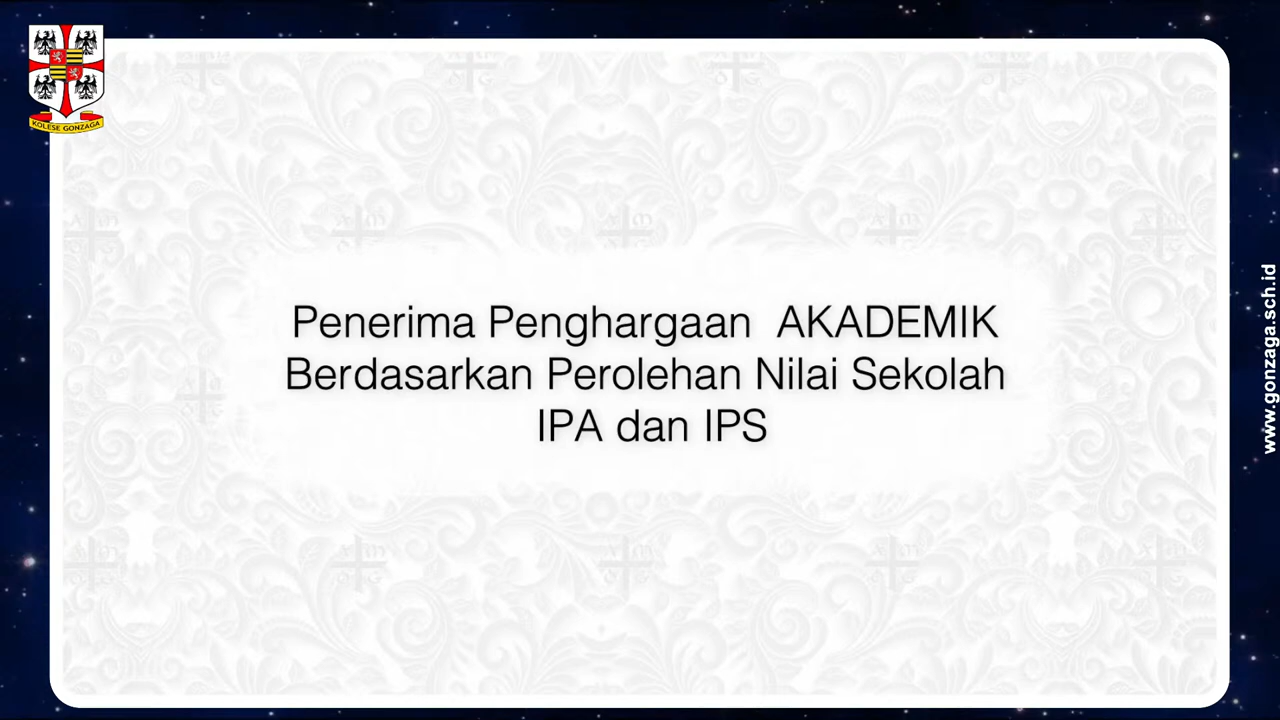 KOLESE GONZAGA
Penerima Penghargaan AKADEMIK
Berdasarkan Perolehan Nilai Sekolah
IPA dan IPS
www.gonzaga.sch.id